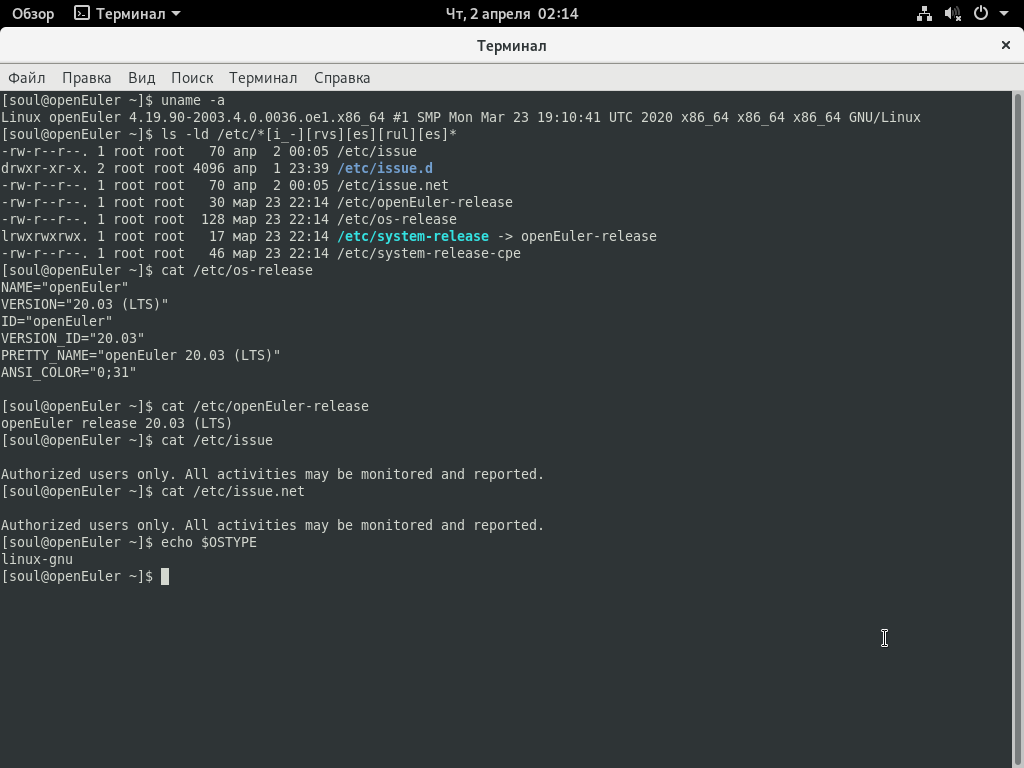 Обзор Терминал Чт, 2 апреля 02:14
Терминал ×
Файл Правка Вид Поиск Терминал Справка
[soul@openEuler ~]$ uname -a
Linux openEuler 4.19.90-2003.4.0.0036.oe1.x86_64 #1 SMP Mon Mar 23 19:10:41 UTC 2020 x86_64 x86_64 x86_64 GNU/Linux
[soul@openEuler ~]$ ls -ld /etc/*[i_-][rvs][es][rul][es]*
-rw-r--r--. 1 root root   70 апр  2 00:05 /etc/issue
drwxr-xr-x. 2 root root 4096 апр  1 23:39 /etc/issue.d
-rw-r--r--. 1 root root   70 апр  2 00:05 /etc/issue.net
-rw-r--r--. 1 root root   30 мар 23 22:14 /etc/openEuler-release
-rw-r--r--. 1 root root  128 мар 23 22:14 /etc/os-release
lrwxrwxrwx. 1 root root   17 мар 23 22:14 /etc/system-release -> openEuler-release
-rw-r--r--. 1 root root   46 мар 23 22:14 /etc/system-release-cpe
[soul@openEuler ~]$ cat /etc/os-release
NAME="openEuler"
VERSION="20.03 (LTS)"
ID="openEuler"
VERSION_ID="20.03"
PRETTY_NAME="openEuler 20.03 (LTS)"
ANSI_COLOR="0;31"
[soul@openEuler ~]$ cat /etc/openEuler-release
openEuler release 20.03 (LTS)
[soul@openEuler ~]$ cat /etc/issue
Authorized users only. All activities may be monitored and reported.
[soul@openEuler ~]$ cat /etc/issue.net
Authorized users only. All activities may be monitored and reported.
[soul@openEuler ~]$ echo $OSTYPE
linux-gnu
[soul@openEuler ~]$